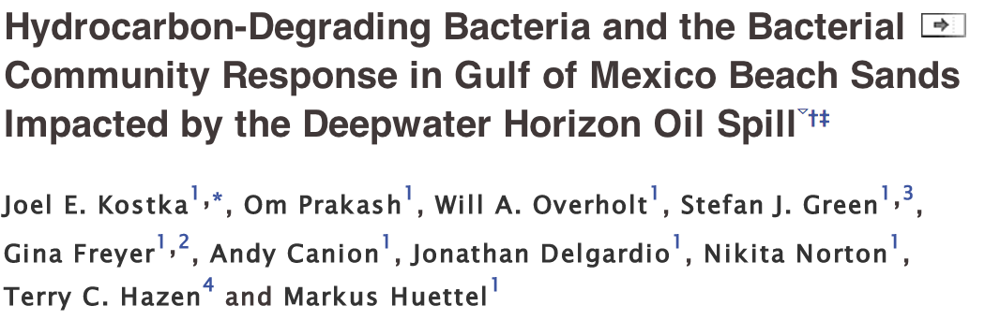 Hydrocarbon-Degrading Bacteria and the Bacterial
Community Response in Gulf of Mexico Beach Sands
Impacted by the Deepwater Horizon Oil Spill▿†‡
Joel E. Kostka1,*, Om Prakash1, Will A. Overholt1, Stefan J. Green1,3,
Gina Freyer1,2, Andy Canion1, Jonathan Delgardio1, Nikita Norton1,
Terry C. Hazen4 and Markus Huettel1